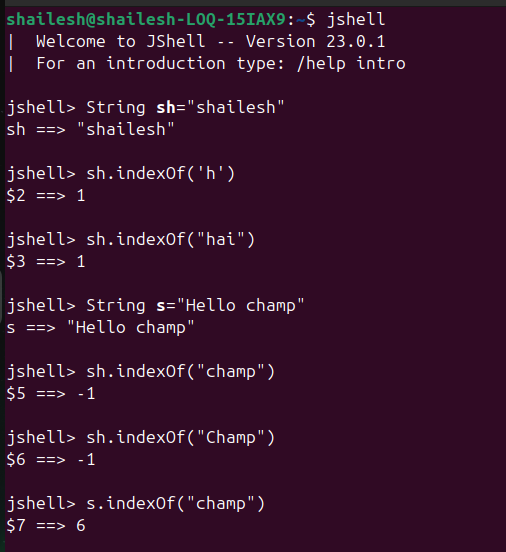 shailesh@shailesh-LOQ-15IAX9:~$ jshell
|  Welcome to JShell -- Version 23.0.1
|  For an introduction type: /help intro
jshell> String sh="shailesh"
sh ==> "shailesh"
jshell> sh.indexOf('h')
$2 ==> 1
jshell> sh.indexOf("hai")
$3 ==> 1
jshell> String s="Hello champ"
s ==> "Hello champ"
jshell> sh.indexOf("champ")
$5 ==> -1
jshell> sh.indexOf("Champ")
$6 ==> -1
jshell> s.indexOf("champ")
$7 ==> 6